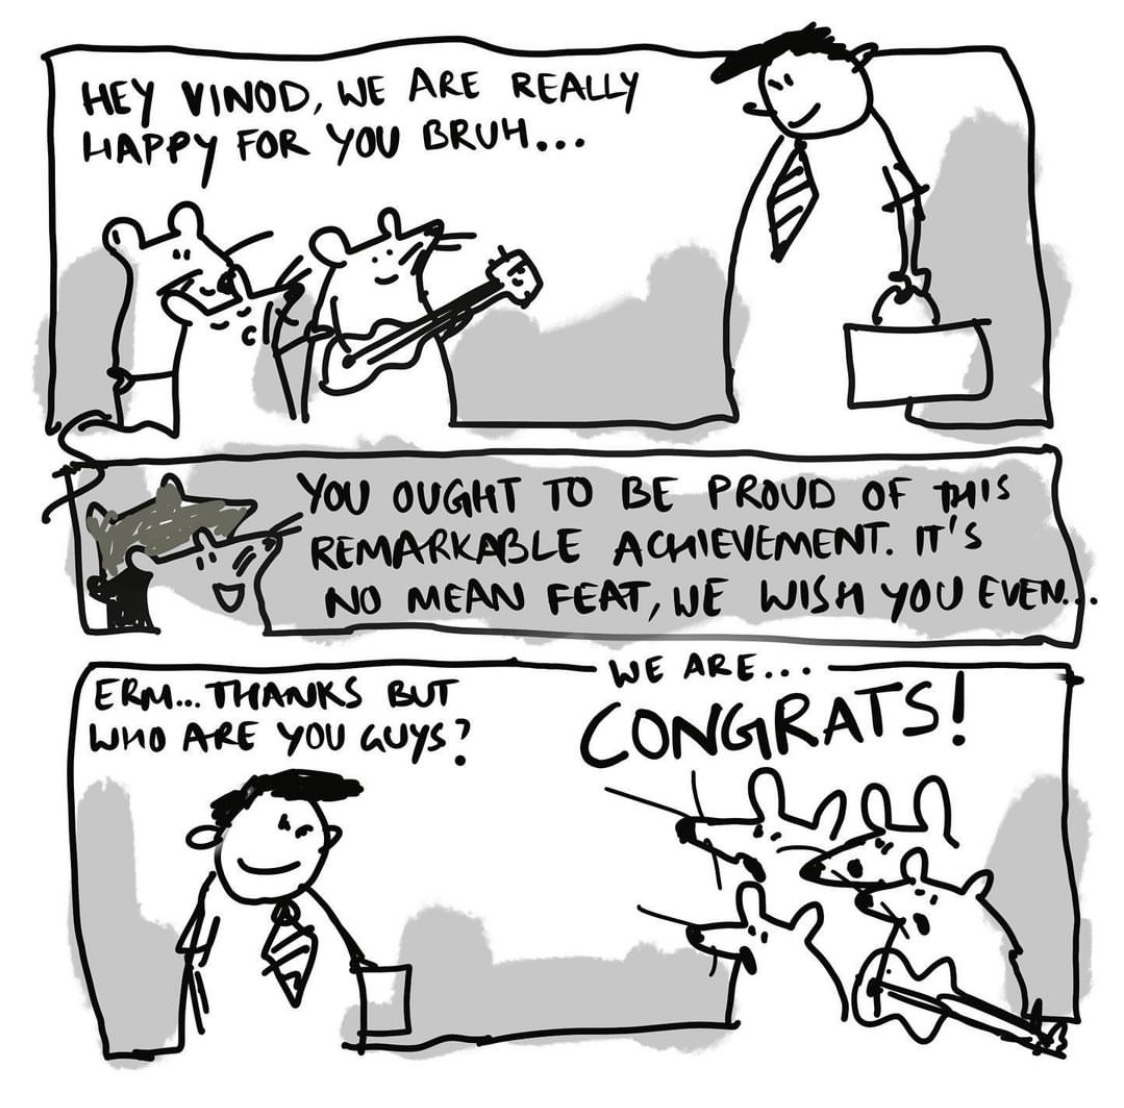 HEY VINOD, WE ARE REALLY
HAPPY FOR YOU BRUH...
YOU OUGHT TO BE PROUD OF THIS
REMARKABLE ACHIEVEMENT. IT'S
NO MEAN FEAT, WE WISH YOU EVEN...
ERM... THANKS BUT
WHO ARE YOU GUYS?
WE ARE...
CONGRATS!